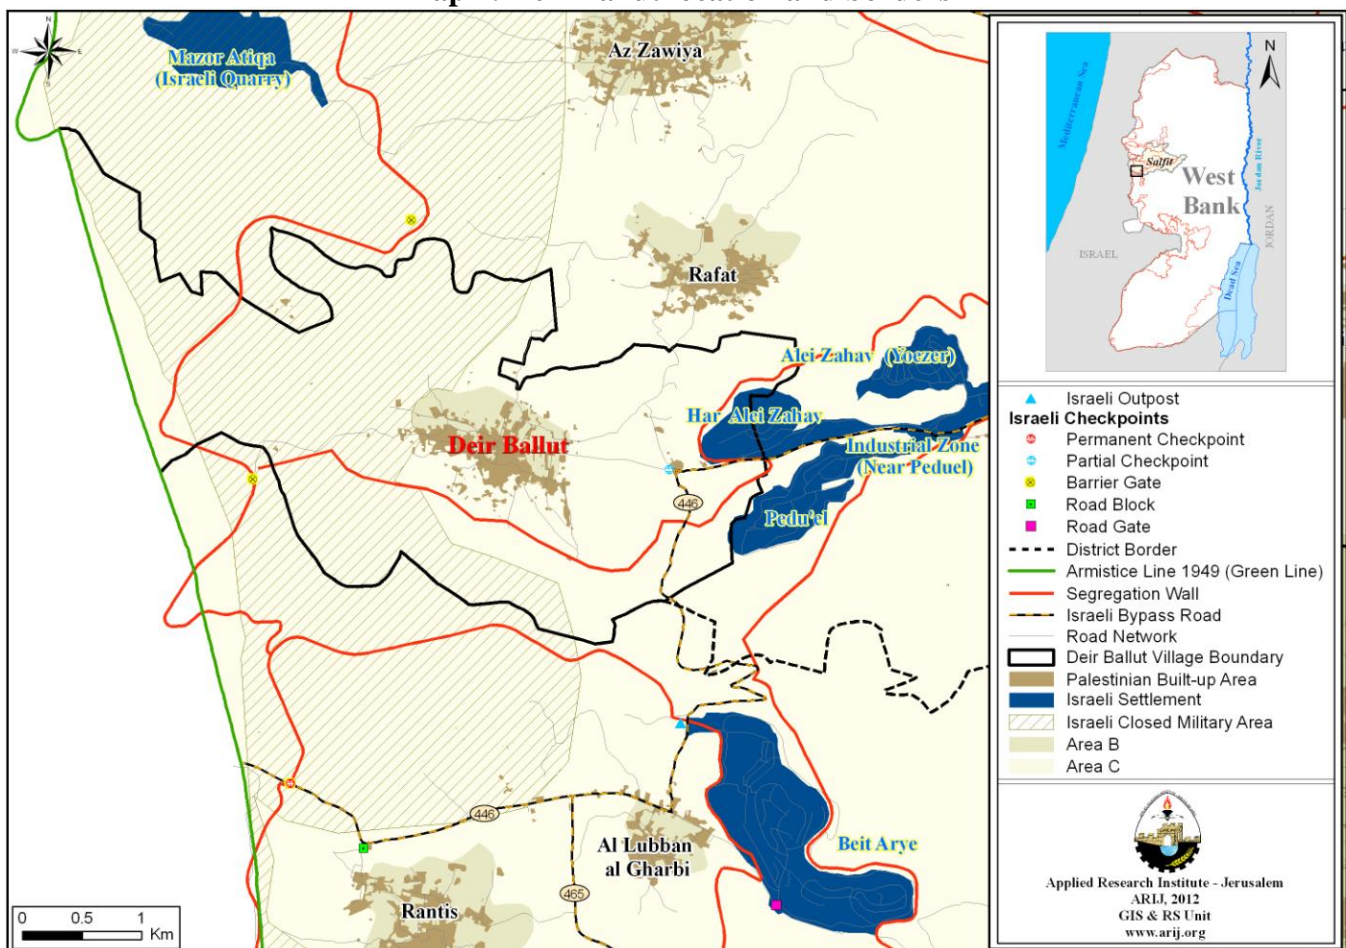 N
W
E
S
Mazor Atiqa
(Israeli Quarry)
Az Zawiya
Rafat
Alei Zahav (Yoezer)
Har Alei Zahav
Deir Ballut
Industrial Zone
(Near Peduel)
446
Pedu'el
446
Al Lubban
al Gharbi
Beit Arye
465
Rantis
0 0.5 1
Km
N
Mediterranean Sea
Salfit
West
Bank
Jordan River
JORDAN
ISRAEL
Dead Sea
Israeli Outpost
Israeli Checkpoints
Permanent Checkpoint
Partial Checkpoint
Barrier Gate
Road Block
Road Gate
District Border
Armistice Line 1949 (Green Line)
Segregation Wall
Israeli Bypass Road
Road Network
Deir Ballut Village Boundary
Palestinian Built-up Area
Israeli Settlement
Israeli Closed Military Area
Area B
Area C
Applied Research Institute - Jerusalem
ARIJ, 2012
GIS & RS Unit
www.arij.org